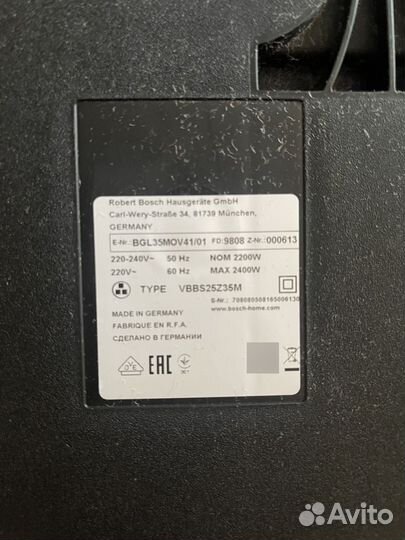 Robert Bosch Hausgeräte GmbH
Carl-Wery-Straße 34, 81739 München,
GERMANY
E-Nr.: BGL35MOV41/01 FD: 9808 Z-Nr.: 000613
220-240V~ 50 Hz NOM 2200W
220V~ 60 Hz MAX 2400W
TYPE VBBS25Z35M
S-Nr.: 708080508165006130
www.bosch-home.com
MADE IN GERMANY
FABRIQUE EN R.F.A.
СДЕЛАНО В ГЕРМАНИИ
EAC
Avito